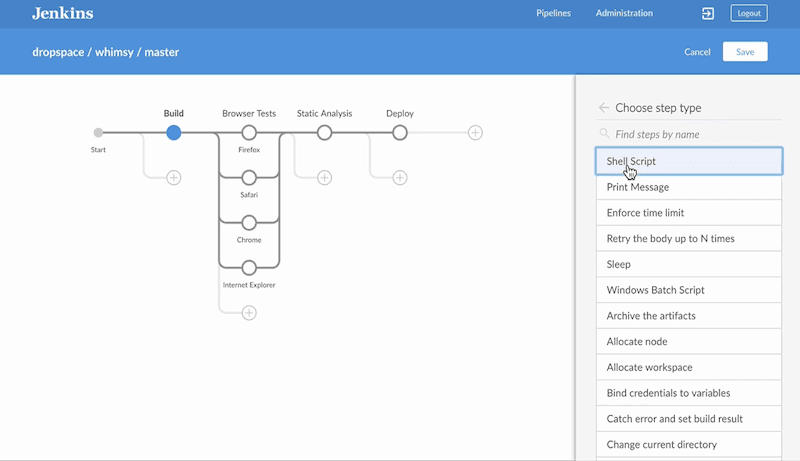 Jenkins
Pipelines
Administration
Logout
dropspace / whimsy / master
Cancel
Save
Build
Browser Tests
Static Analysis
Deploy
Start
Firefox
Safari
Chrome
Internet Explorer
Choose step type
Find steps by name
Shell Script
Print Message
Enforce time limit
Retry the body up to N times
Sleep
Windows Batch Script
Archive the artifacts
Allocate node
Allocate workspace
Bind credentials to variables
Catch error and set build result
Change current directory